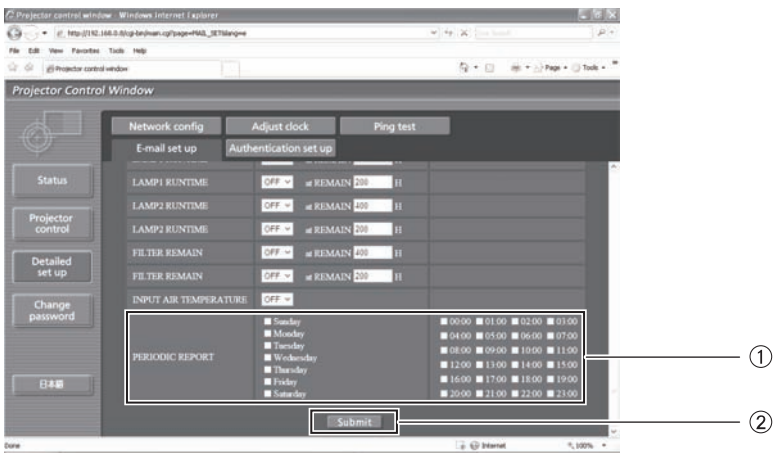 Projector control window - Windows Internet Explorer
File Edit View Favorites Tools Help
Projector control window
Page Tools
Projector Control Window
Network config Adjust clock Ping test
E-mail set up Authentication set up
Status
Projector control
Detailed set up
Change password
日本語
LAMP1 RUNTIME OFF at REMAIN 200 H
LAMP2 RUNTIME OFF at REMAIN 400 H
LAMP2 RUNTIME OFF at REMAIN 200 H
FILTER REMAIN OFF at REMAIN 400 H
FILTER REMAIN OFF at REMAIN 200 H
INPUT AIR TEMPERATURE OFF
PERIODIC REPORT
Sunday
Monday
Tuesday
Wednesday
Thursday
Friday
Saturday
00:00 01:00 02:00 03:00
04:00 05:00 06:00 07:00
08:00 09:00 10:00 11:00
12:00 13:00 14:00 15:00
16:00 17:00 18:00 19:00
20:00 21:00 22:00 23:00
①
Submit
②
Done Internet 100%